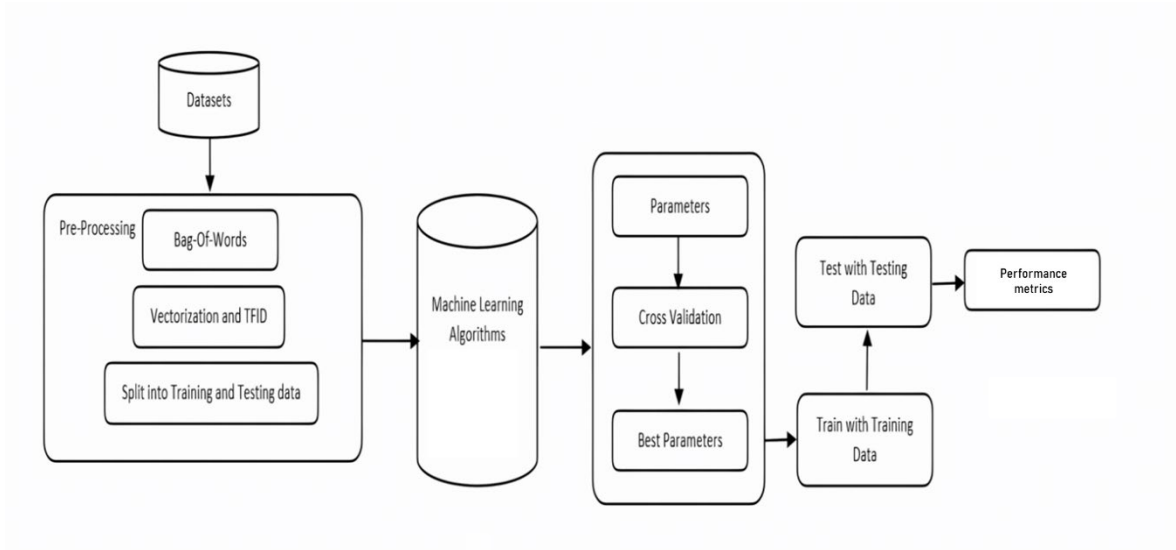 Datasets
Pre-Processing
Bag-Of-Words
Vectorization and TFID
Split into Training and Testing data
Machine Learning
Algorithms
Parameters
Cross Validation
Best Parameters
Test with Testing
Data
Train with Training
Data
Performance
metrics